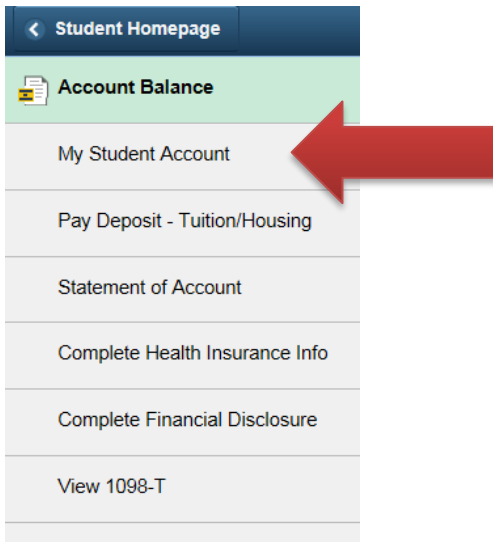 Student Homepage
Account Balance
My Student Account
Pay Deposit - Tuition/Housing
Statement of Account
Complete Health Insurance Info
Complete Financial Disclosure
View 1098-T